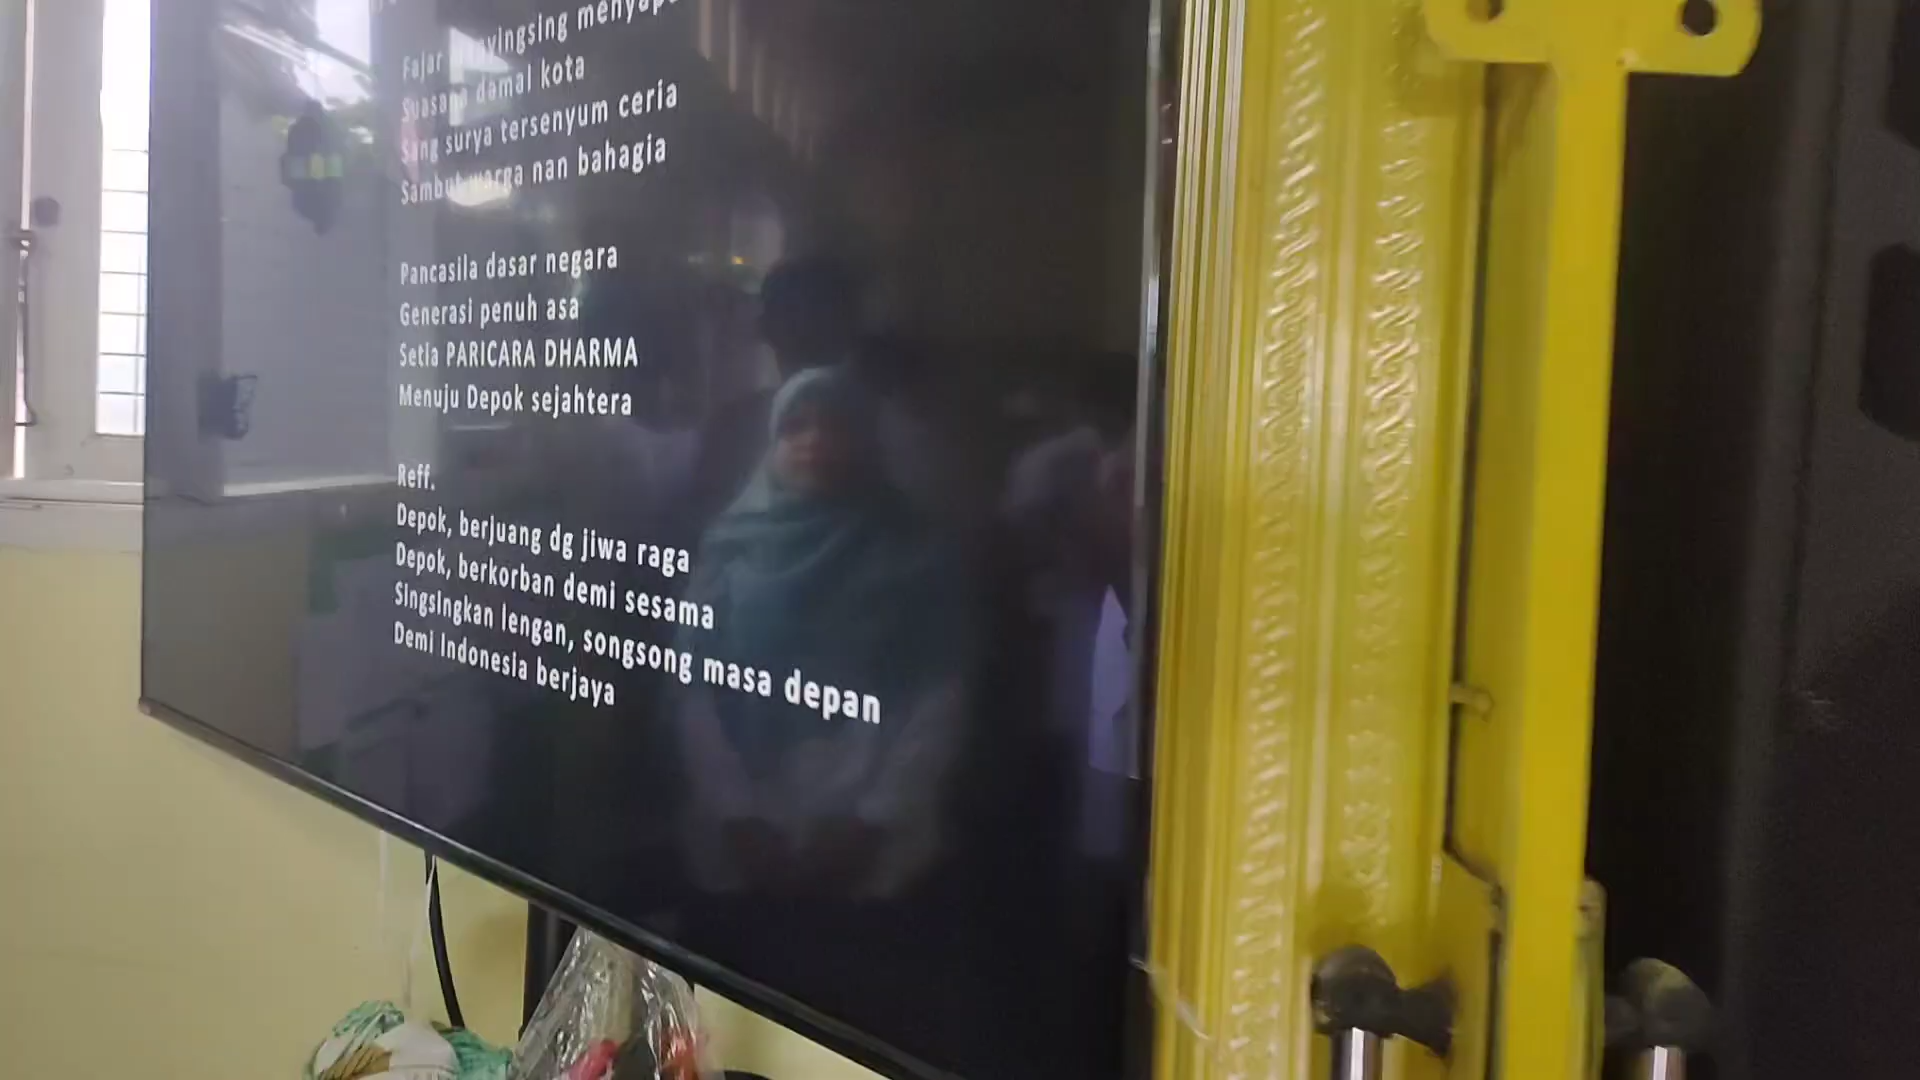 Fajar menyingsing menyapa
Suasana damai kota
Sang surya tersenyum ceria
Sambut warga nan bahagia
Pancasila dasar negara
Generasi penuh asa
Setia PARICARA DHARMA
Menuju Depok sejahtera
Reff.
Depok, berjuang dg jiwa raga
Depok, berkorban demi sesama
Singsingkan lengan, songsong masa depan
Demi Indonesia berjaya